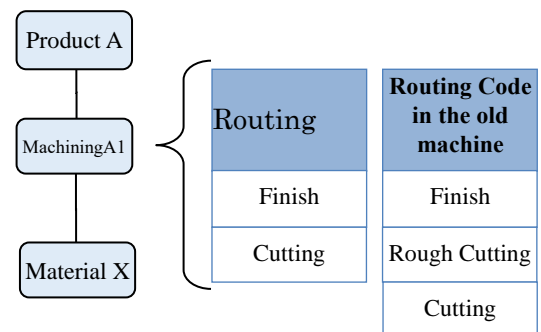 Product A
MachiningA1
Material X
Routing
Finish
Cutting
Routing Code
in the old
machine
Finish
Rough Cutting
Cutting